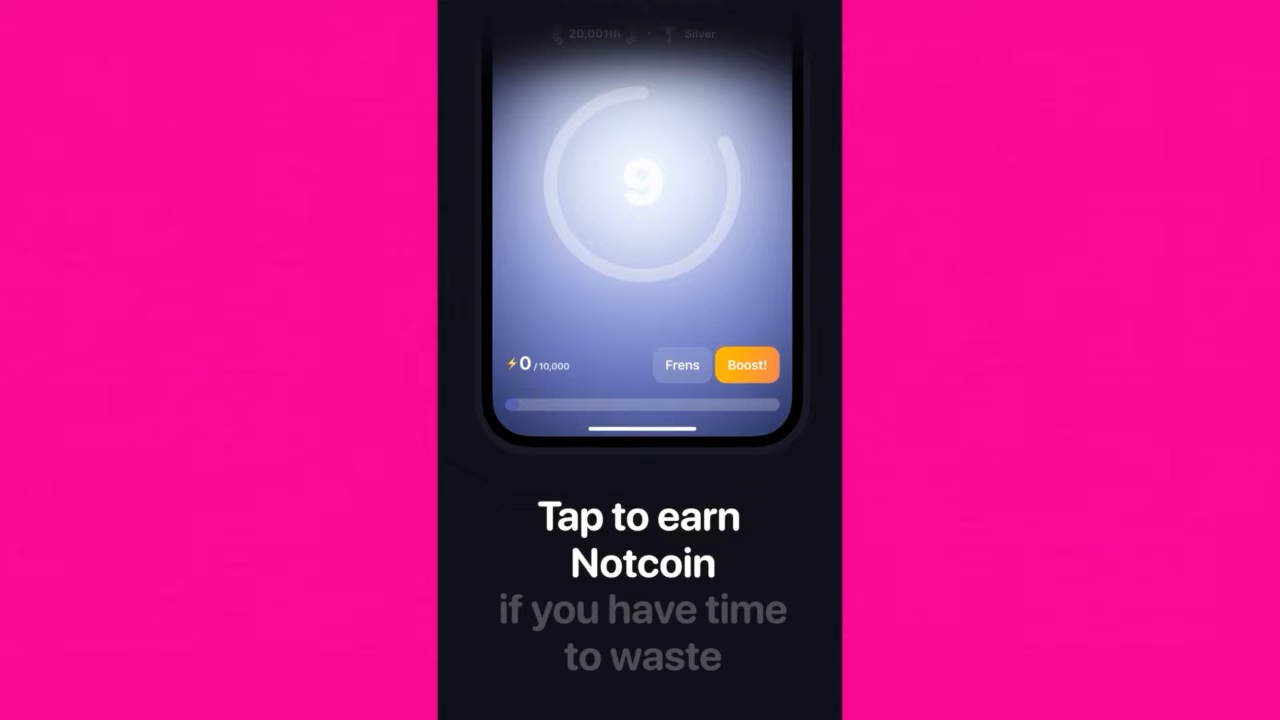 20,001th • Silver
9
⚡0 / 10,000 Frens Boost!
Tap to earn
Notcoin
if you have time
to waste